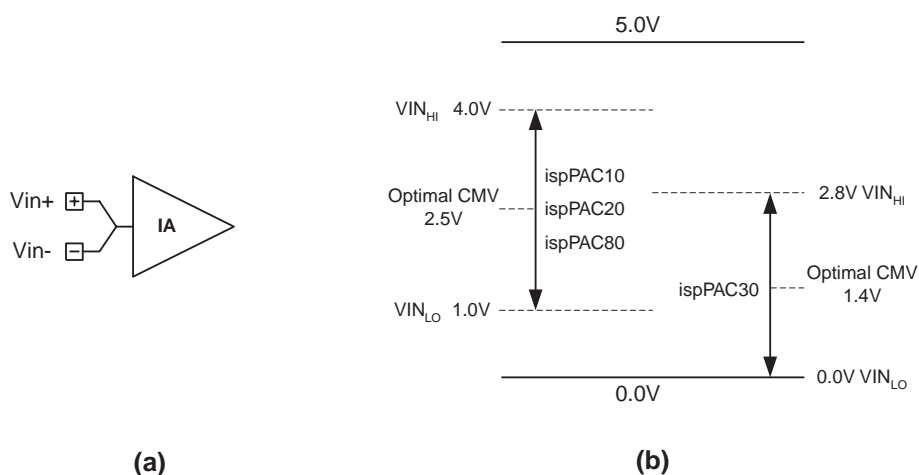 Vin+
Vin-
+
−
IA
(a)
5.0V
VIN_HI 4.0V
Optimal CMV
2.5V
VIN_LO 1.0V
ispPAC10
ispPAC20
ispPAC80
2.8V VIN_HI
ispPAC30
Optimal CMV
1.4V
0.0V VIN_LO
0.0V
(b)